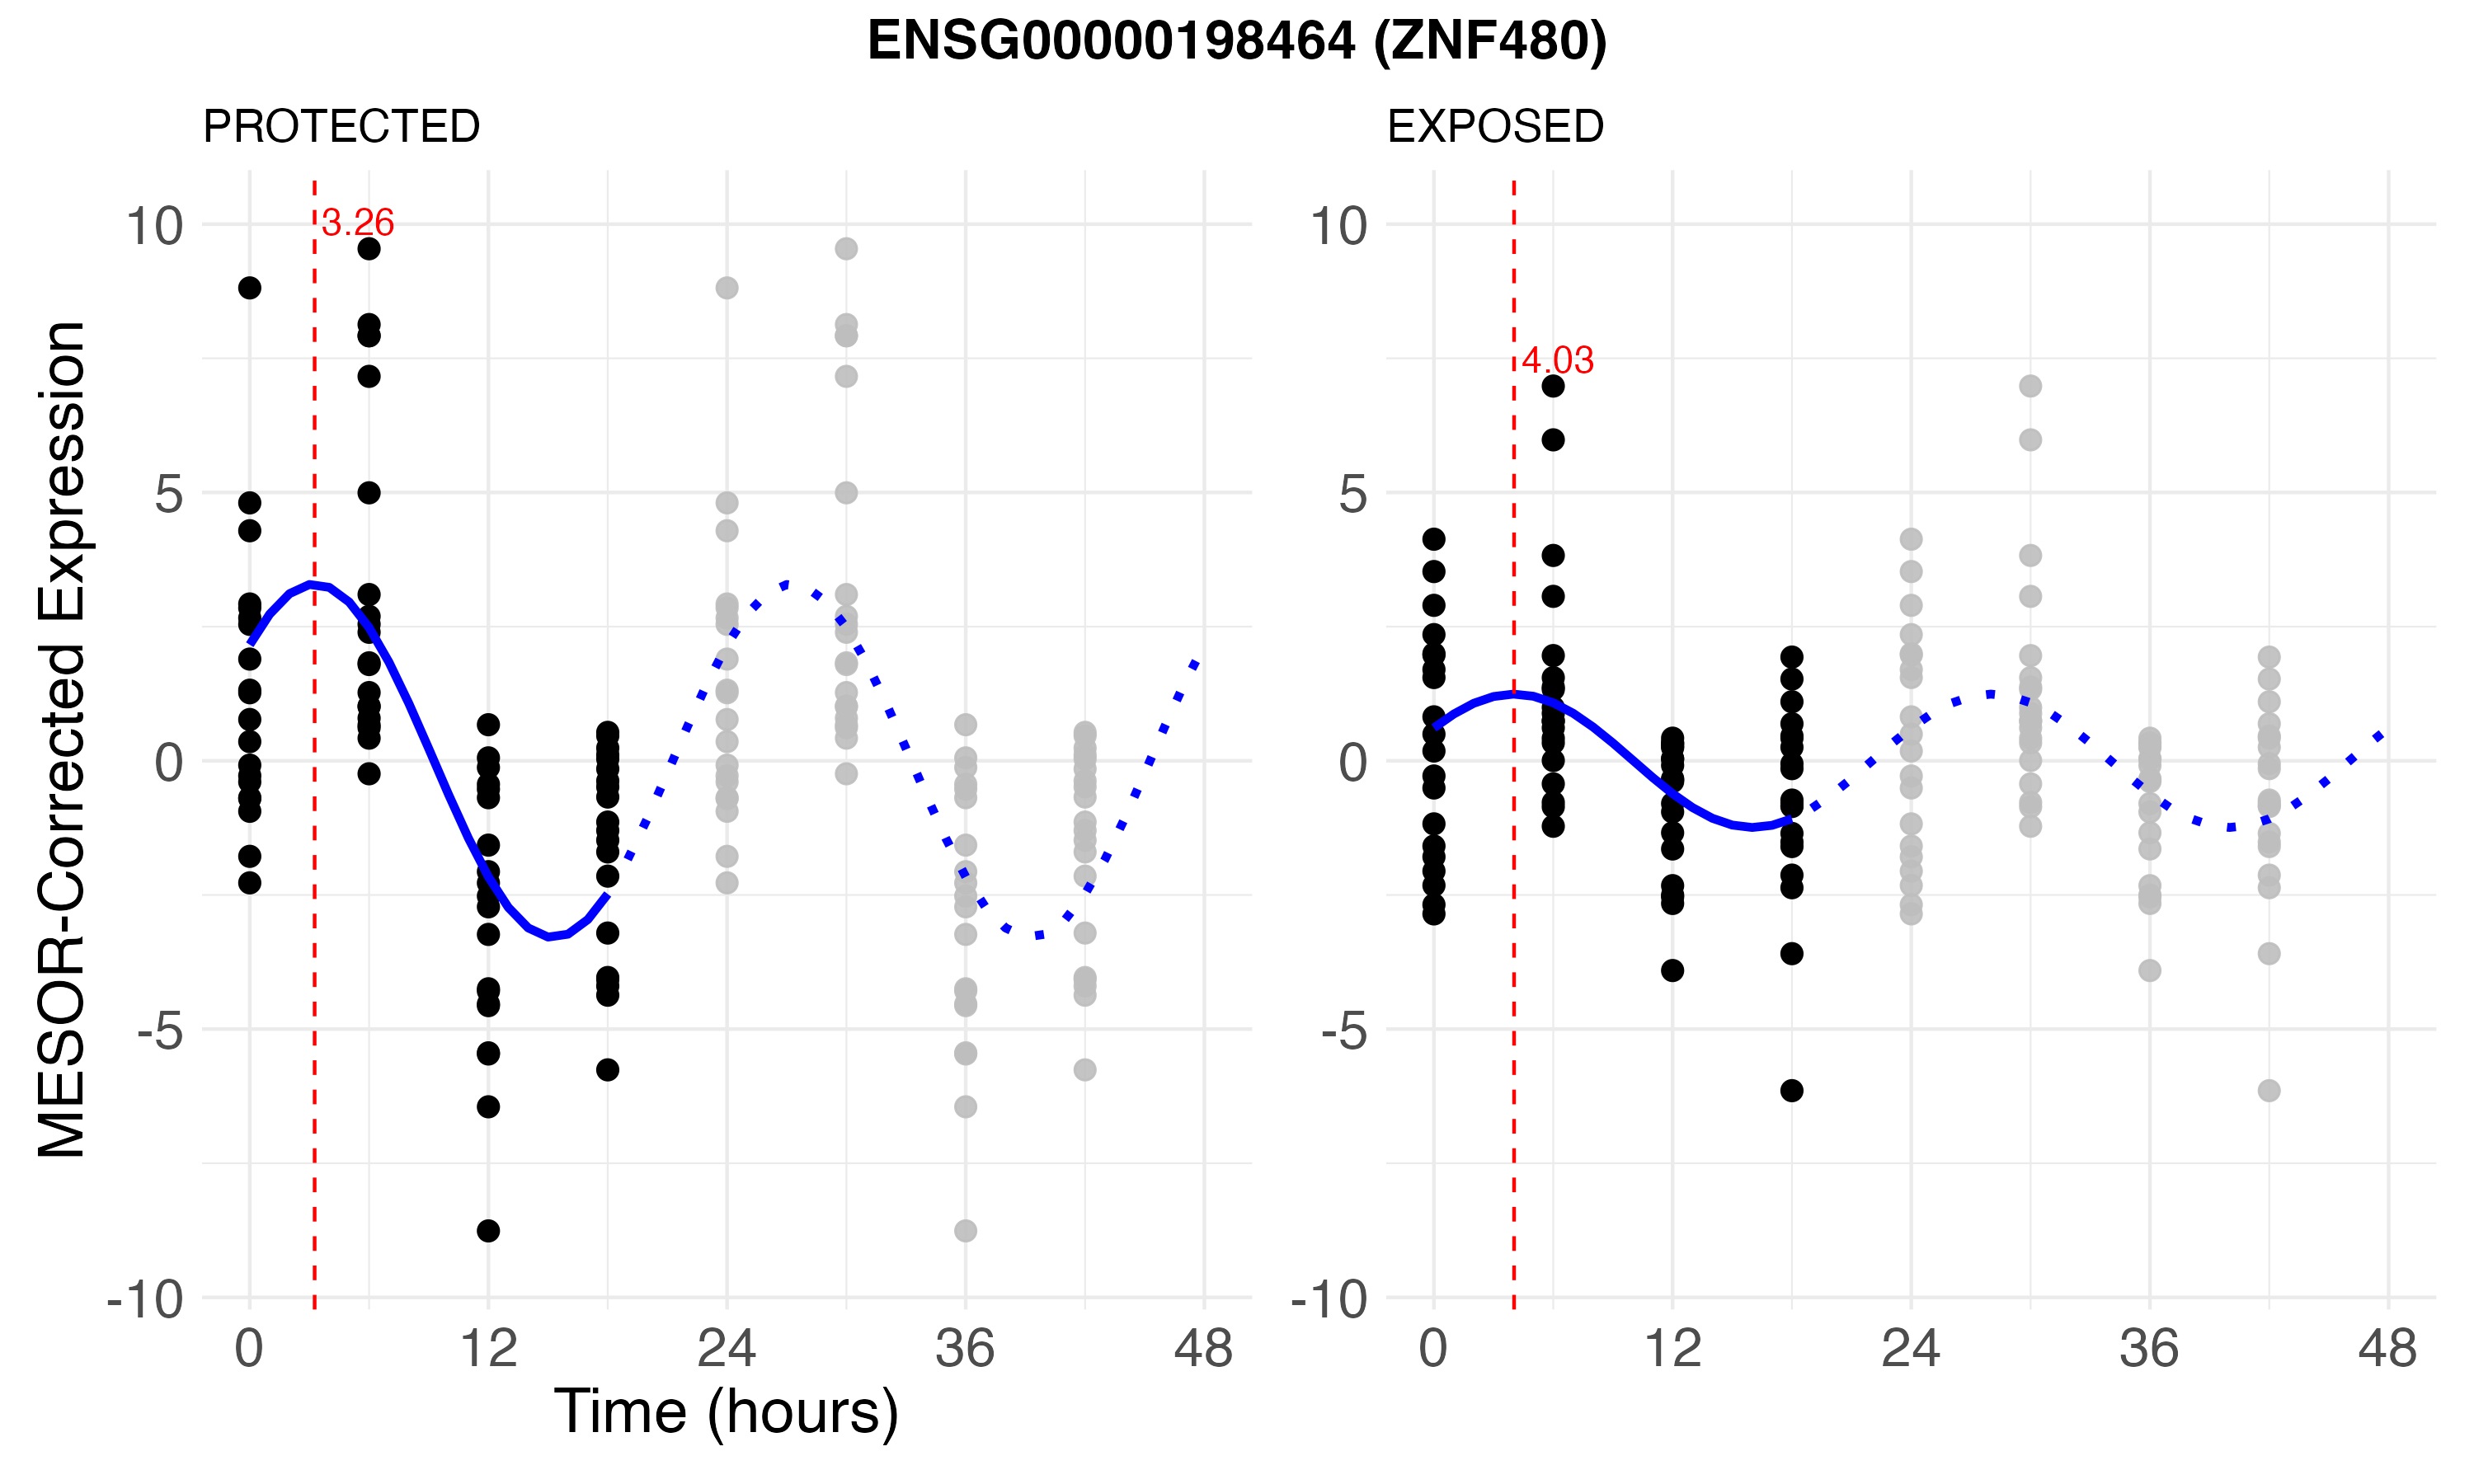 ENSG00000198464 (ZNF480)
PROTECTED
EXPOSED
MESOR-Corrected Expression
10
5
0
-5
-10
3.26
0 12 24 36 48
Time (hours)
10
5
0
-5
-10
4.03
0 12 24 36 48